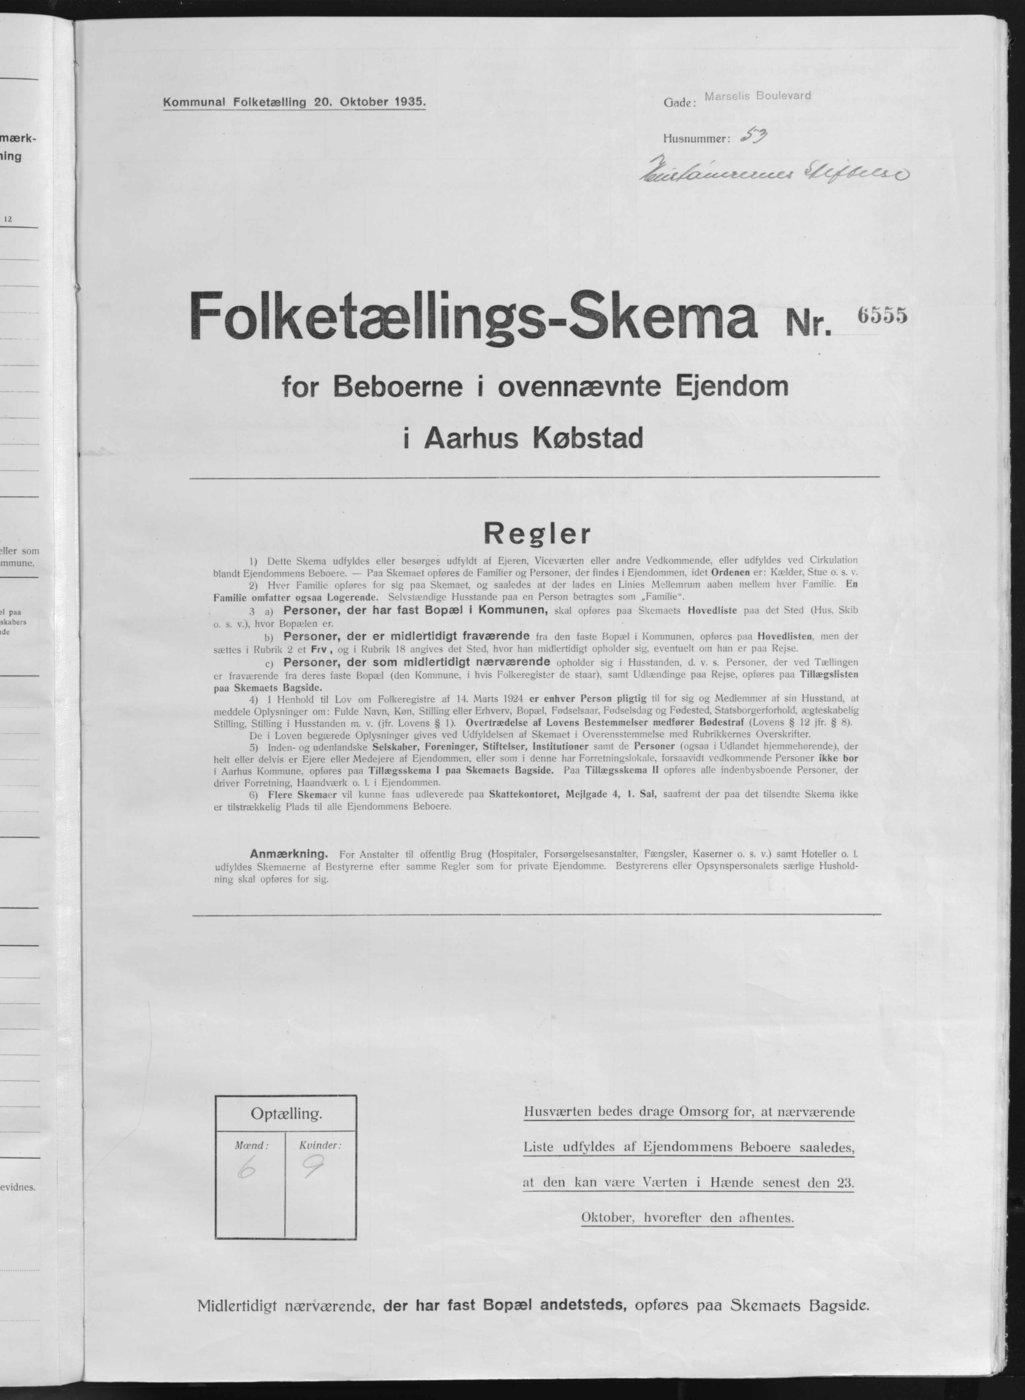 mærk-
ning
12
eller som
mmune.
el paa
skabers
de
evidnes.
Kommunal Folketælling 20. Oktober 1935.
Gade: Marselis Boulevard
Husnummer: 53
Stiftelse
Folketællings-Skema Nr. 6555
for Beboerne i ovennævnte Ejendom
i Aarhus Købstad
Regler
1) Dette Skema udfyldes eller besørges udfyldt af Ejeren, Viceværten eller andre Vedkommende, eller udfyldes ved Cirkulation
blandt Ejendommens Beboere. — Paa Skemaet opføres de Familier og Personer, der findes i Ejendommen, idet Ordenen er: Kælder, Stue o. s. v.
2) Hver Familie opføres for sig paa Skemaet, og saaledes at der lades en Linies Mellemrum aaben mellem hver Familie. En
Familie omfatter ogsaa Logerende. Selvstændige Husstande paa en Person betragtes som „Familie“.
3 a) Personer, der har fast Bopæl i Kommunen, skal opføres paa Skemaets Hovedliste paa det Sted (Hus, Skib
o. s. v.), hvor Bopælen er.
b) Personer, der er midlertidigt fraværende fra den faste Bopæl i Kommunen, opføres paa Hovedlisten, men der
sættes i Rubrik 2 et Frv., og i Rubrik 18 angives det Sted, hvor han midlertidigt opholder sig, eventuelt om han er paa Rejse.
c) Personer, der som midlertidigt nærværende opholder sig i Husstanden, d. v. s. Personer, der ved Tællingen
er fraværende fra deres faste Bopæl (den Kommune, i hvis Folkeregister de staar), samt Udlændinge paa Rejse, opføres paa Tillægslisten
paa Skemaets Bagside.
4) I Henhold til Lov om Folkeregistre af 14. Marts 1924 er enhver Person pligtig til for sig og Medlemmer af sin Husstand, at
meddele Oplysninger om: Fulde Navn, Køn, Stilling eller Erhverv, Bopæl, Fødselsaar, Fødselsdag og Fødested, Statsborgerforhold, ægteskabelig
Stilling, Stilling i Husstanden m. v. (jfr. Lovens § 1). Overtrædelse af Lovens Bestemmelser medfører Bødestraf (Lovens § 12 jfr. § 8).
De i Loven begærede Oplysninger gives ved Udfyldelsen af Skemaet i Overensstemmelse med Rubrikkernes Overskrifter.
5) Inden- og udenlandske Selskaber, Foreninger, Stiftelser, Institutioner samt de Personer (ogsaa i Udlandet hjemmehørende), der
helt eller delvis er Ejere eller Medejere af Ejendommen, eller som i denne har Forretningslokale, forsaavidt vedkommende Personer ikke bor
i Aarhus Kommune, opføres paa Tillægsskema I paa Skemaets Bagside. Paa Tillægsskema II opføres alle indenbysboende Personer, der
driver Forretning, Haandværk o. l. i Ejendommen.
6) Flere Skemaer vil kunne faas udleverede paa Skattekontoret, Mejlgade 4, 1. Sal, saafremt der paa det tilsendte Skema ikke
er tilstrækkelig Plads til alle Ejendommens Beboere.
Anmærkning. For Anstalter til offentlig Brug (Hospitaler, Forsørgelsesanstalter, Fængsler, Kaserner o. s. v.) samt Hoteller o. l.
udfyldes Skemaerne af Bestyrerne efter samme Regler som for private Ejendomme. Bestyrerens eller Opsynspersonalets særlige Hushold-
ning skal opføres for sig.
Optælling.
Mænd: Kvinder:
6 9
Husværten bedes drage Omsorg for, at nærværende
Liste udfyldes af Ejendommens Beboere saaledes,
at den kan være Værten i Hænde senest den 23.
Oktober, hvorefter den afhentes.
Midlertidigt nærværende, der har fast Bopæl andetsteds, opføres paa Skemaets Bagside.